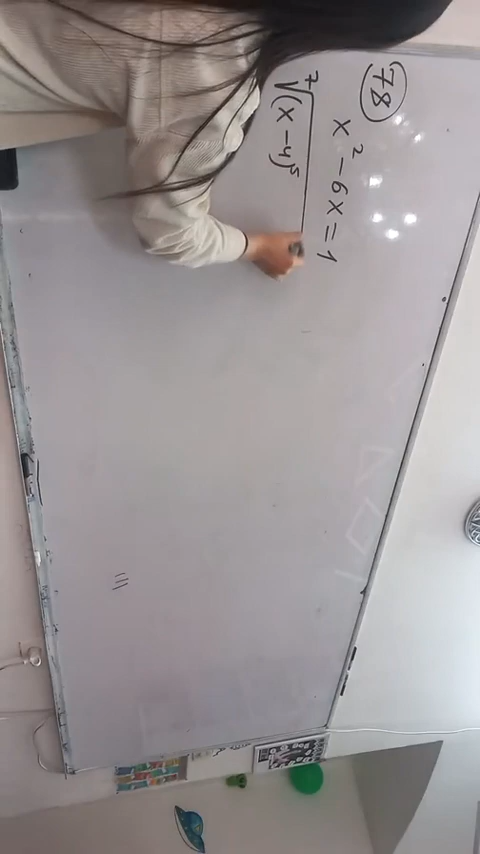 78
x² - 6x = 1
⁷√(x - 4)⁵